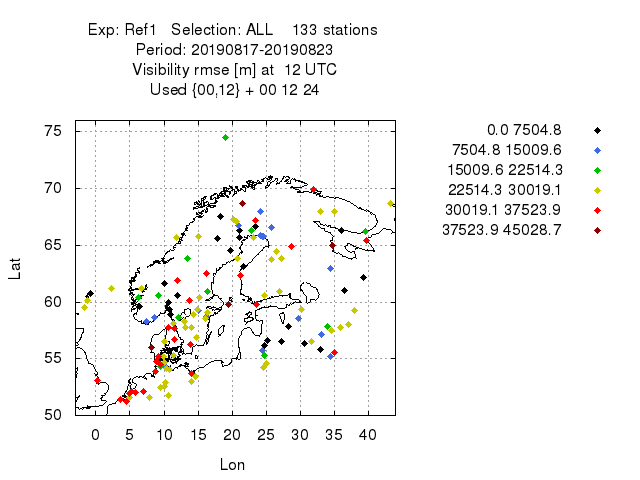 Exp: Ref1   Selection: ALL    133 stations
Period: 20190817-20190823
Visibility rmse [m] at  12 UTC
Used {00,12} + 00 12 24
0.0 7504.8
7504.8 15009.6
15009.6 22514.3
22514.3 30019.1
30019.1 37523.9
37523.9 45028.7
75
70
65
60
55
50
Lat
0 5 10 15 20 25 30 35 40
Lon